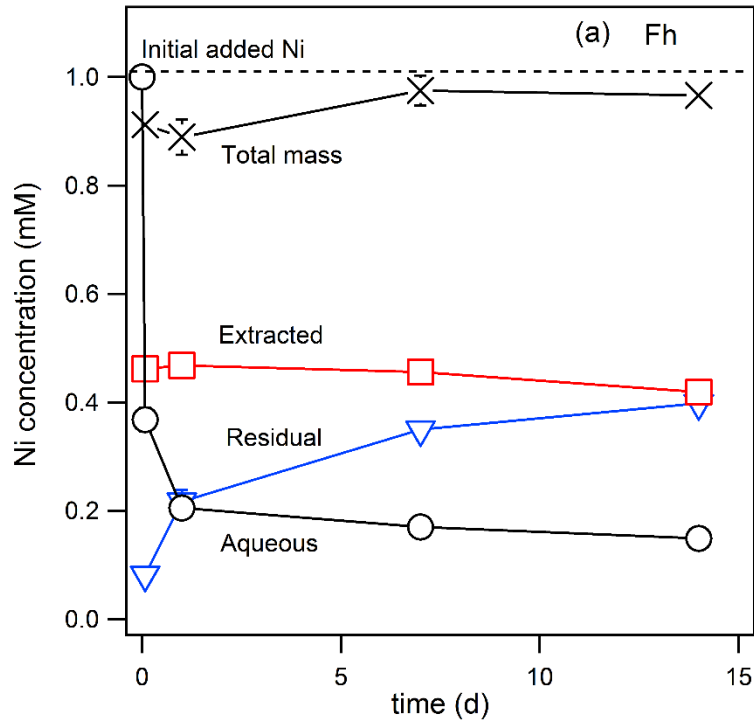 (a) Fh
Initial added Ni
1.0
Total mass
0.8
Ni concentration (mM)
0.6
Extracted
0.4
Residual
0.2
Aqueous
0.0
0 5 10 15
time (d)